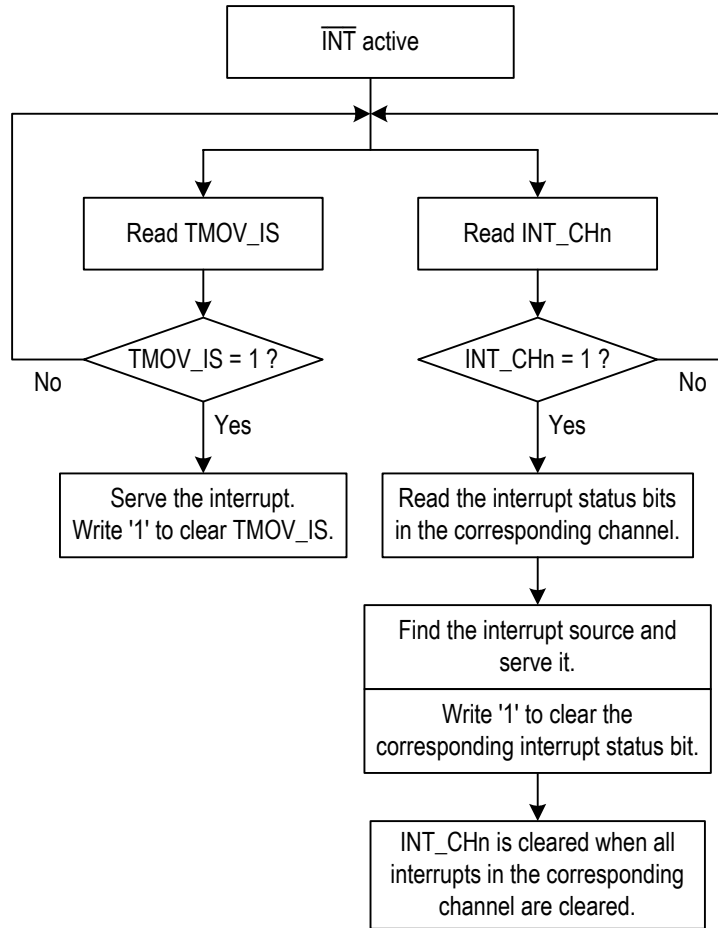 INT active
Read TMOV_IS
Read INT_CHn
TMOV_IS = 1 ?
INT_CHn = 1 ?
No
No
Yes
Yes
Serve the interrupt.
Write '1' to clear TMOV_IS.
Read the interrupt status bits
in the corresponding channel.
Find the interrupt source and
serve it.
Write '1' to clear the
corresponding interrupt status bit.
INT_CHn is cleared when all
interrupts in the corresponding
channel are cleared.